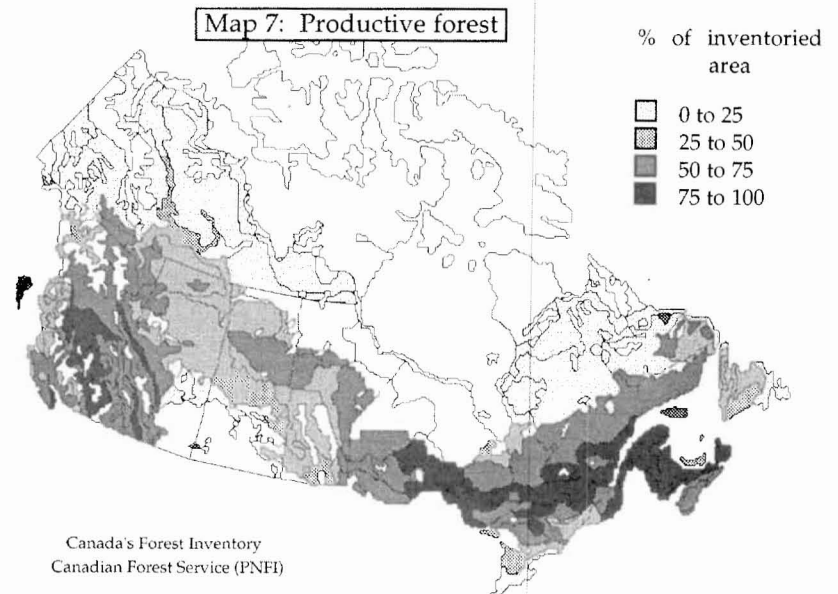 Map 7: Productive forest
% of inventoried
area
0 to 25
25 to 50
50 to 75
75 to 100
Canada's Forest Inventory
Canadian Forest Service (PNFI)